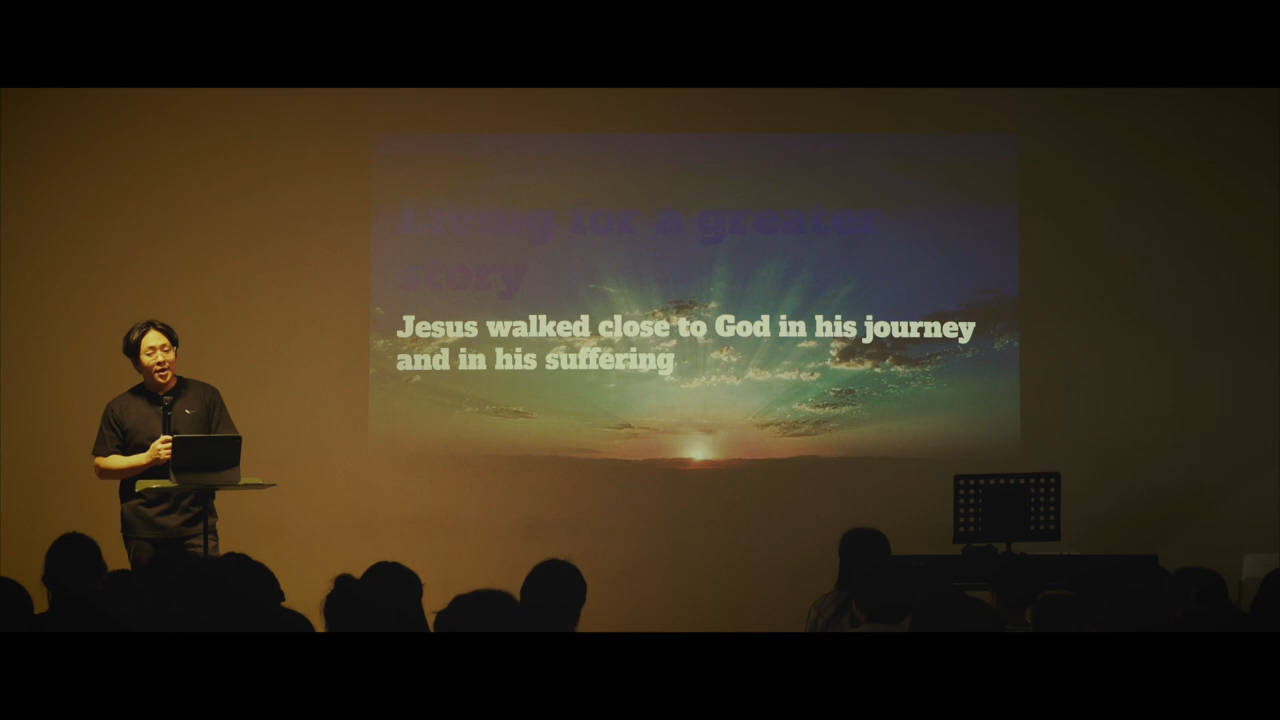 Living for a greater
story
Jesus walked close to God in his journey
and in his suffering